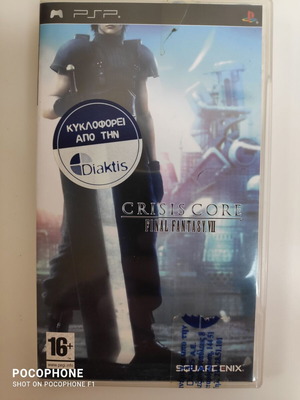 PSP
ΚΥΚΛΟΦΟΡΕΙ
ΑΠΟ ΤΗΝ
Diaktis
CRISIS CORE
FINAL FANTASY VII
16+
SQUARE ENIX
POCOPHONE
SHOT ON POCOPHONE F1